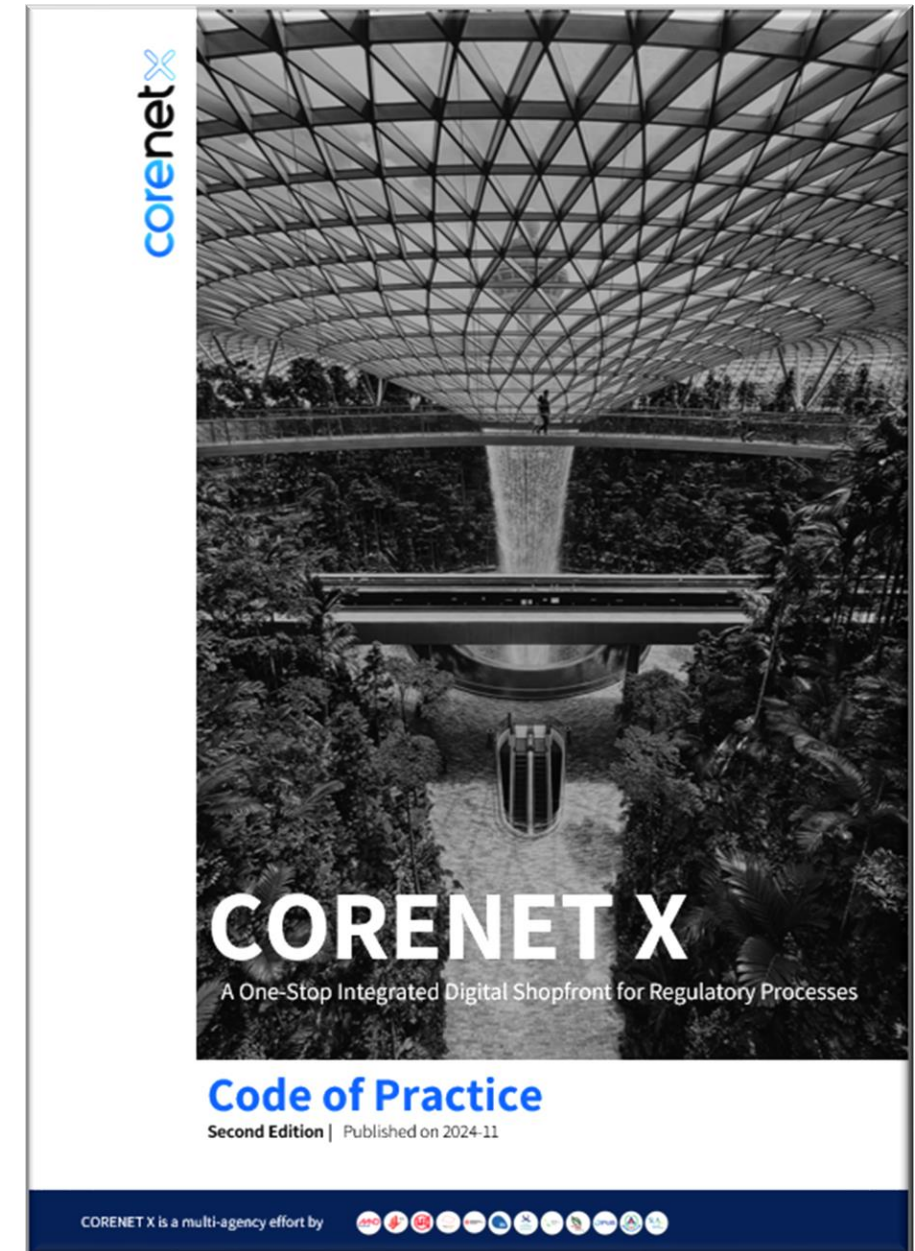 corenetx
CORENET X
A One-Stop Integrated Digital Shopfront for Regulatory Processes
Code of Practice
Second Edition | Published on 2024-11
CORENET X is a multi-agency effort by